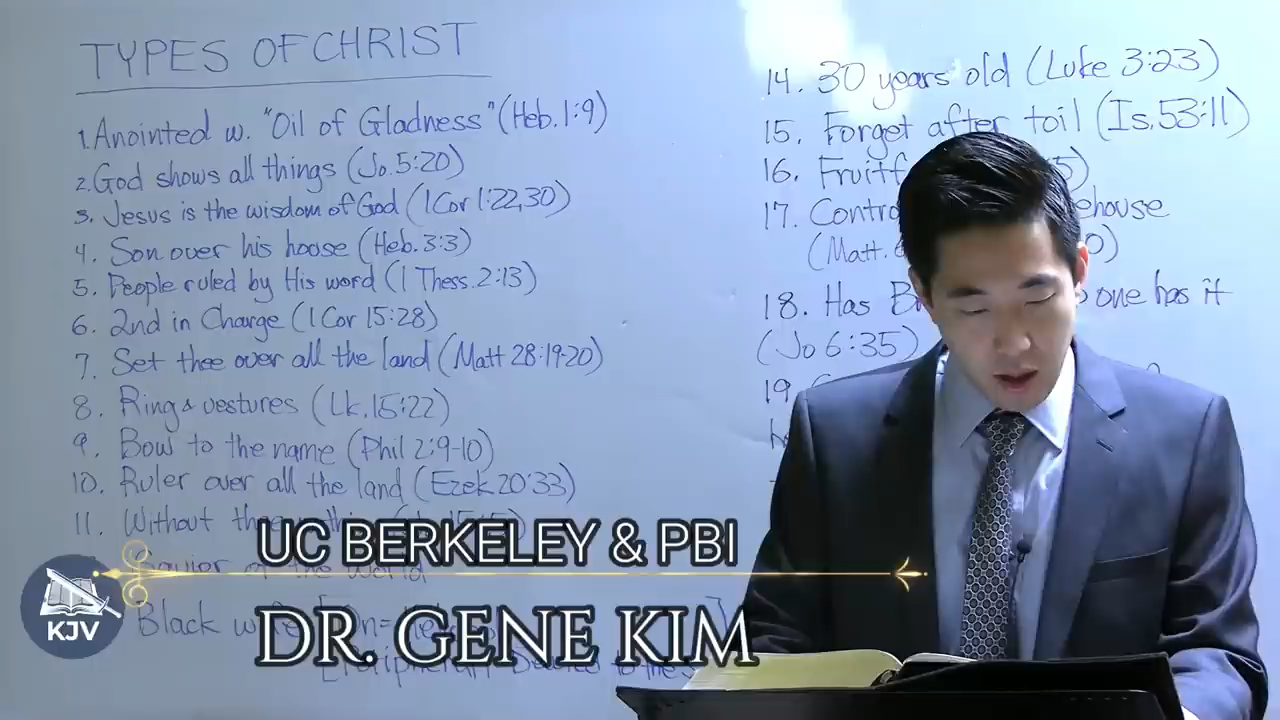 TYPES OF CHRIST
1. Anointed w. "Oil of Gladness" (Heb. 1:9)
2. God shows all things (Jo. 5:20)
3. Jesus is the wisdom of God (1 Cor 1:22,30)
4. Son over his house (Heb. 3:3)
5. People ruled by His word (1 Thess. 2:13)
6. 2nd in Charge (1 Cor 15:28)
7. Set thee over all the land (Matt 28:19-20)
8. Ring & vestures (Lk. 15:22)
9. Bow to the name (Phil 2:9-10)
10. Ruler over all the land (Ezek 20:33)
11. Without
of the World
Black
14. 30 years old (Luke 3:23)
15. Forget after toil (Is. 53:11)
16.
17.
(Matt.
18. Has
one has it
(Jo 6:35)
19.
UC BERKELEY & PBI
DR. GENE KIM
KJV